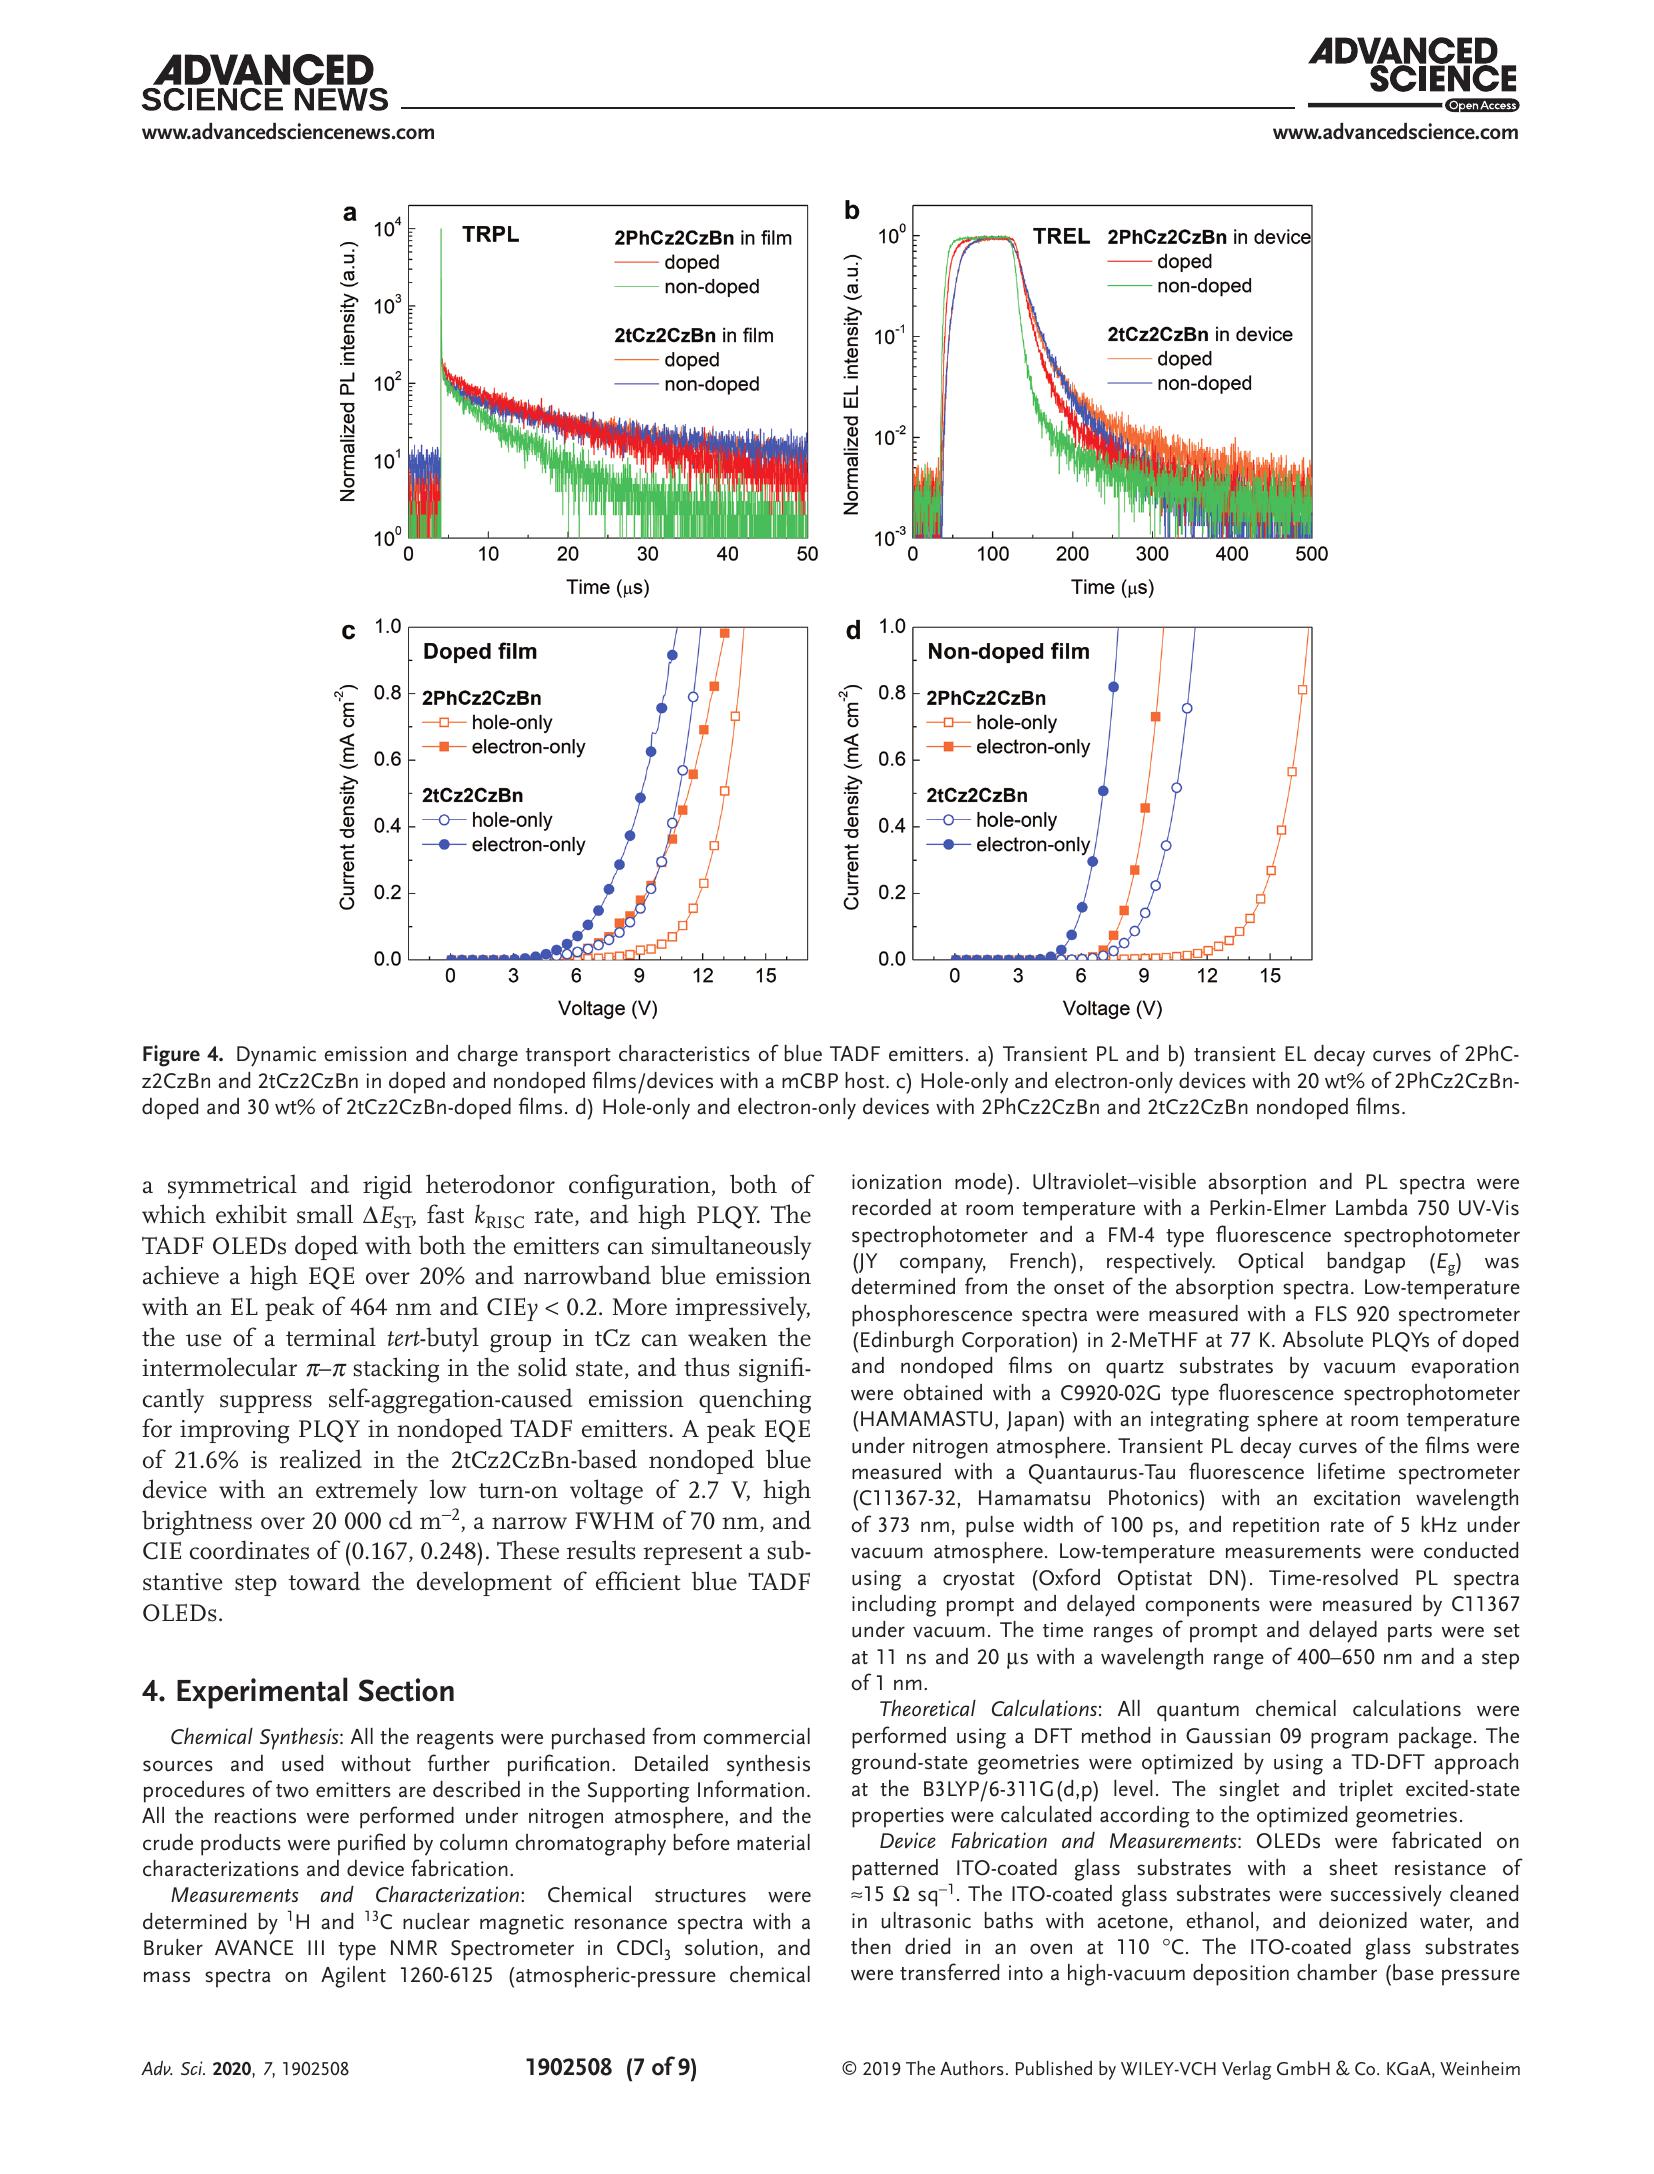 ADVANCED
SCIENCE NEWS
www.advancedsciencenews.com
ADVANCED
SCIENCE
Open Access
www.advancedscience.com
a
TRPL
2PhCz2CzBn in film
doped
non-doped
2tCz2CzBn in film
doped
non-doped
Normalized PL intensity (a.u.)
10⁴
10³
10²
10¹
10⁰
0 10 20 30 40 50
Time (μs)
b
TREL
2PhCz2CzBn in device
doped
non-doped
2tCz2CzBn in device
doped
non-doped
Normalized EL intensity (a.u.)
10⁰
10⁻¹
10⁻²
10⁻³
0 100 200 300 400 500
Time (μs)
c
Doped film
2PhCz2CzBn
hole-only
electron-only
2tCz2CzBn
hole-only
electron-only
Current density (mA cm⁻²)
1.0
0.8
0.6
0.4
0.2
0.0
0 3 6 9 12 15
Voltage (V)
d
Non-doped film
2PhCz2CzBn
hole-only
electron-only
2tCz2CzBn
hole-only
electron-only
Current density (mA cm⁻²)
1.0
0.8
0.6
0.4
0.2
0.0
0 3 6 9 12 15
Voltage (V)
Figure 4. Dynamic emission and charge transport characteristics of blue TADF emitters. a) Transient PL and b) transient EL decay curves of 2PhC-
z2CzBn and 2tCz2CzBn in doped and nondoped films/devices with a mCBP host. c) Hole-only and electron-only devices with 20 wt% of 2PhCz2CzBn-
doped and 30 wt% of 2tCz2CzBn-doped films. d) Hole-only and electron-only devices with 2PhCz2CzBn and 2tCz2CzBn nondoped films.
a symmetrical and rigid heterodonor configuration, both of
which exhibit small ΔE_ST, fast k_RISC rate, and high PLQY. The
TADF OLEDs doped with both the emitters can simultaneously
achieve a high EQE over 20% and narrowband blue emission
with an EL peak of 464 nm and CIEy < 0.2. More impressively,
the use of a terminal tert-butyl group in tCz can weaken the
intermolecular π–π stacking in the solid state, and thus signifi-
cantly suppress self-aggregation-caused emission quenching
for improving PLQY in nondoped TADF emitters. A peak EQE
of 21.6% is realized in the 2tCz2CzBn-based nondoped blue
device with an extremely low turn-on voltage of 2.7 V, high
brightness over 20 000 cd m⁻², a narrow FWHM of 70 nm, and
CIE coordinates of (0.167, 0.248). These results represent a sub-
stantive step toward the development of efficient blue TADF
OLEDs.
4. Experimental Section
Chemical Synthesis: All the reagents were purchased from commercial
sources and used without further purification. Detailed synthesis
procedures of two emitters are described in the Supporting Information.
All the reactions were performed under nitrogen atmosphere, and the
crude products were purified by column chromatography before material
characterizations and device fabrication.
Measurements and Characterization: Chemical structures were
determined by ¹H and ¹³C nuclear magnetic resonance spectra with a
Bruker AVANCE III type NMR Spectrometer in CDCl₃ solution, and
mass spectra on Agilent 1260-6125 (atmospheric-pressure chemical
ionization mode). Ultraviolet–visible absorption and PL spectra were
recorded at room temperature with a Perkin-Elmer Lambda 750 UV-Vis
spectrophotometer and a FM-4 type fluorescence spectrophotometer
(JY company, French), respectively. Optical bandgap (E_g) was
determined from the onset of the absorption spectra. Low-temperature
phosphorescence spectra were measured with a FLS 920 spectrometer
(Edinburgh Corporation) in 2-MeTHF at 77 K. Absolute PLQYs of doped
and nondoped films on quartz substrates by vacuum evaporation
were obtained with a C9920-02G type fluorescence spectrophotometer
(HAMAMASTU, Japan) with an integrating sphere at room temperature
under nitrogen atmosphere. Transient PL decay curves of the films were
measured with a Quantaurus-Tau fluorescence lifetime spectrometer
(C11367-32, Hamamatsu Photonics) with an excitation wavelength
of 373 nm, pulse width of 100 ps, and repetition rate of 5 kHz under
vacuum atmosphere. Low-temperature measurements were conducted
using a cryostat (Oxford Optistat DN). Time-resolved PL spectra
including prompt and delayed components were measured by C11367
under vacuum. The time ranges of prompt and delayed parts were set
at 11 ns and 20 μs with a wavelength range of 400–650 nm and a step
of 1 nm.
Theoretical Calculations: All quantum chemical calculations were
performed using a DFT method in Gaussian 09 program package. The
ground-state geometries were optimized by using a TD-DFT approach
at the B3LYP/6-311G(d,p) level. The singlet and triplet excited-state
properties were calculated according to the optimized geometries.
Device Fabrication and Measurements: OLEDs were fabricated on
patterned ITO-coated glass substrates with a sheet resistance of
≈15 Ω sq⁻¹. The ITO-coated glass substrates were successively cleaned
in ultrasonic baths with acetone, ethanol, and deionized water, and
then dried in an oven at 110 °C. The ITO-coated glass substrates
were transferred into a high-vacuum deposition chamber (base pressure
Adv. Sci. 2020, 7, 1902508
1902508 (7 of 9)
© 2019 The Authors. Published by WILEY-VCH Verlag GmbH & Co. KGaA, Weinheim